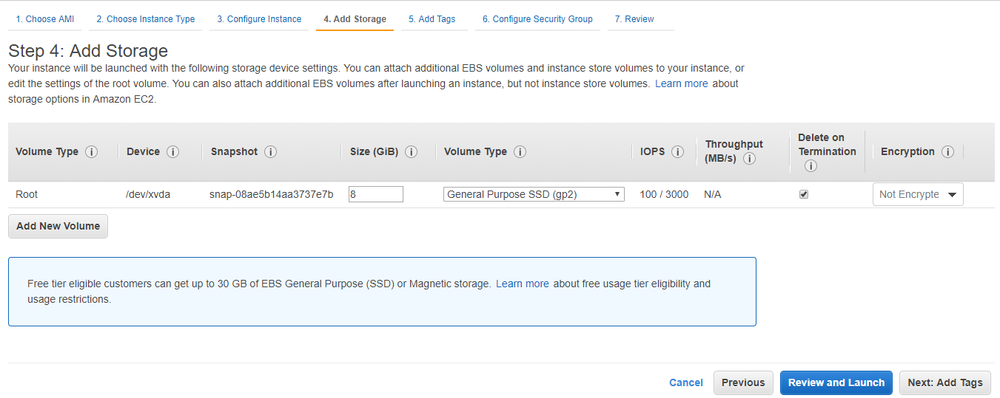 1. Choose AMI 2. Choose Instance Type 3. Configure Instance 4. Add Storage 5. Add Tags 6. Configure Security Group 7. Review
Step 4: Add Storage
Your instance will be launched with the following storage device settings. You can attach additional EBS volumes and instance store volumes to your instance, or
edit the settings of the root volume. You can also attach additional EBS volumes after launching an instance, but not instance store volumes. Learn more about
storage options in Amazon EC2.
Volume Type i Device i Snapshot i Size (GiB) i Volume Type i IOPS i Throughput (MB/s) i Delete on Termination i Encryption i
Root /dev/xvda snap-08ae5b14aa3737e7b 8 General Purpose SSD (gp2) 100 / 3000 N/A Not Encrypte
Add New Volume
Free tier eligible customers can get up to 30 GB of EBS General Purpose (SSD) or Magnetic storage. Learn more about free usage tier eligibility and
usage restrictions.
Cancel Previous Review and Launch Next: Add Tags